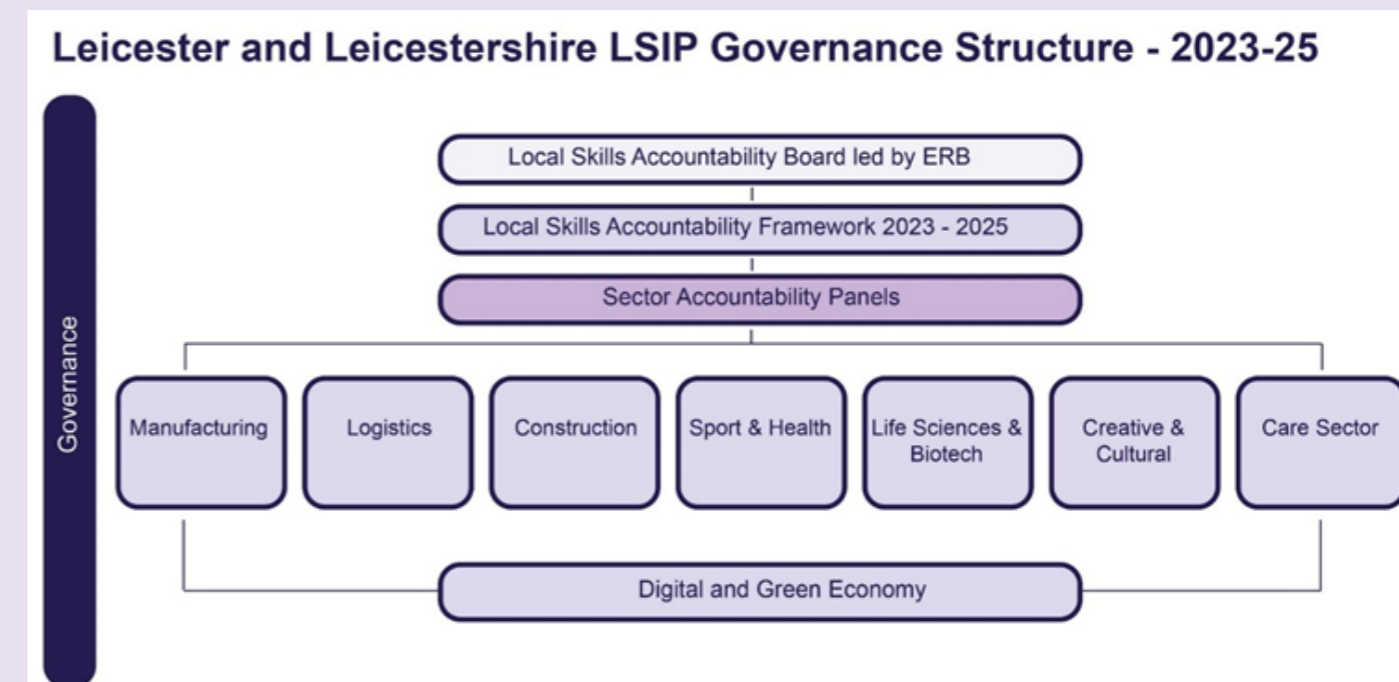 Leicester and Leicestershire LSIP Governance Structure - 2023-25
Governance
Local Skills Accountability Board led by ERB
Local Skills Accountability Framework 2023 - 2025
Sector Accountability Panels
Manufacturing
Logistics
Construction
Sport & Health
Life Sciences &
Biotech
Creative &
Cultural
Care Sector
Digital and Green Economy